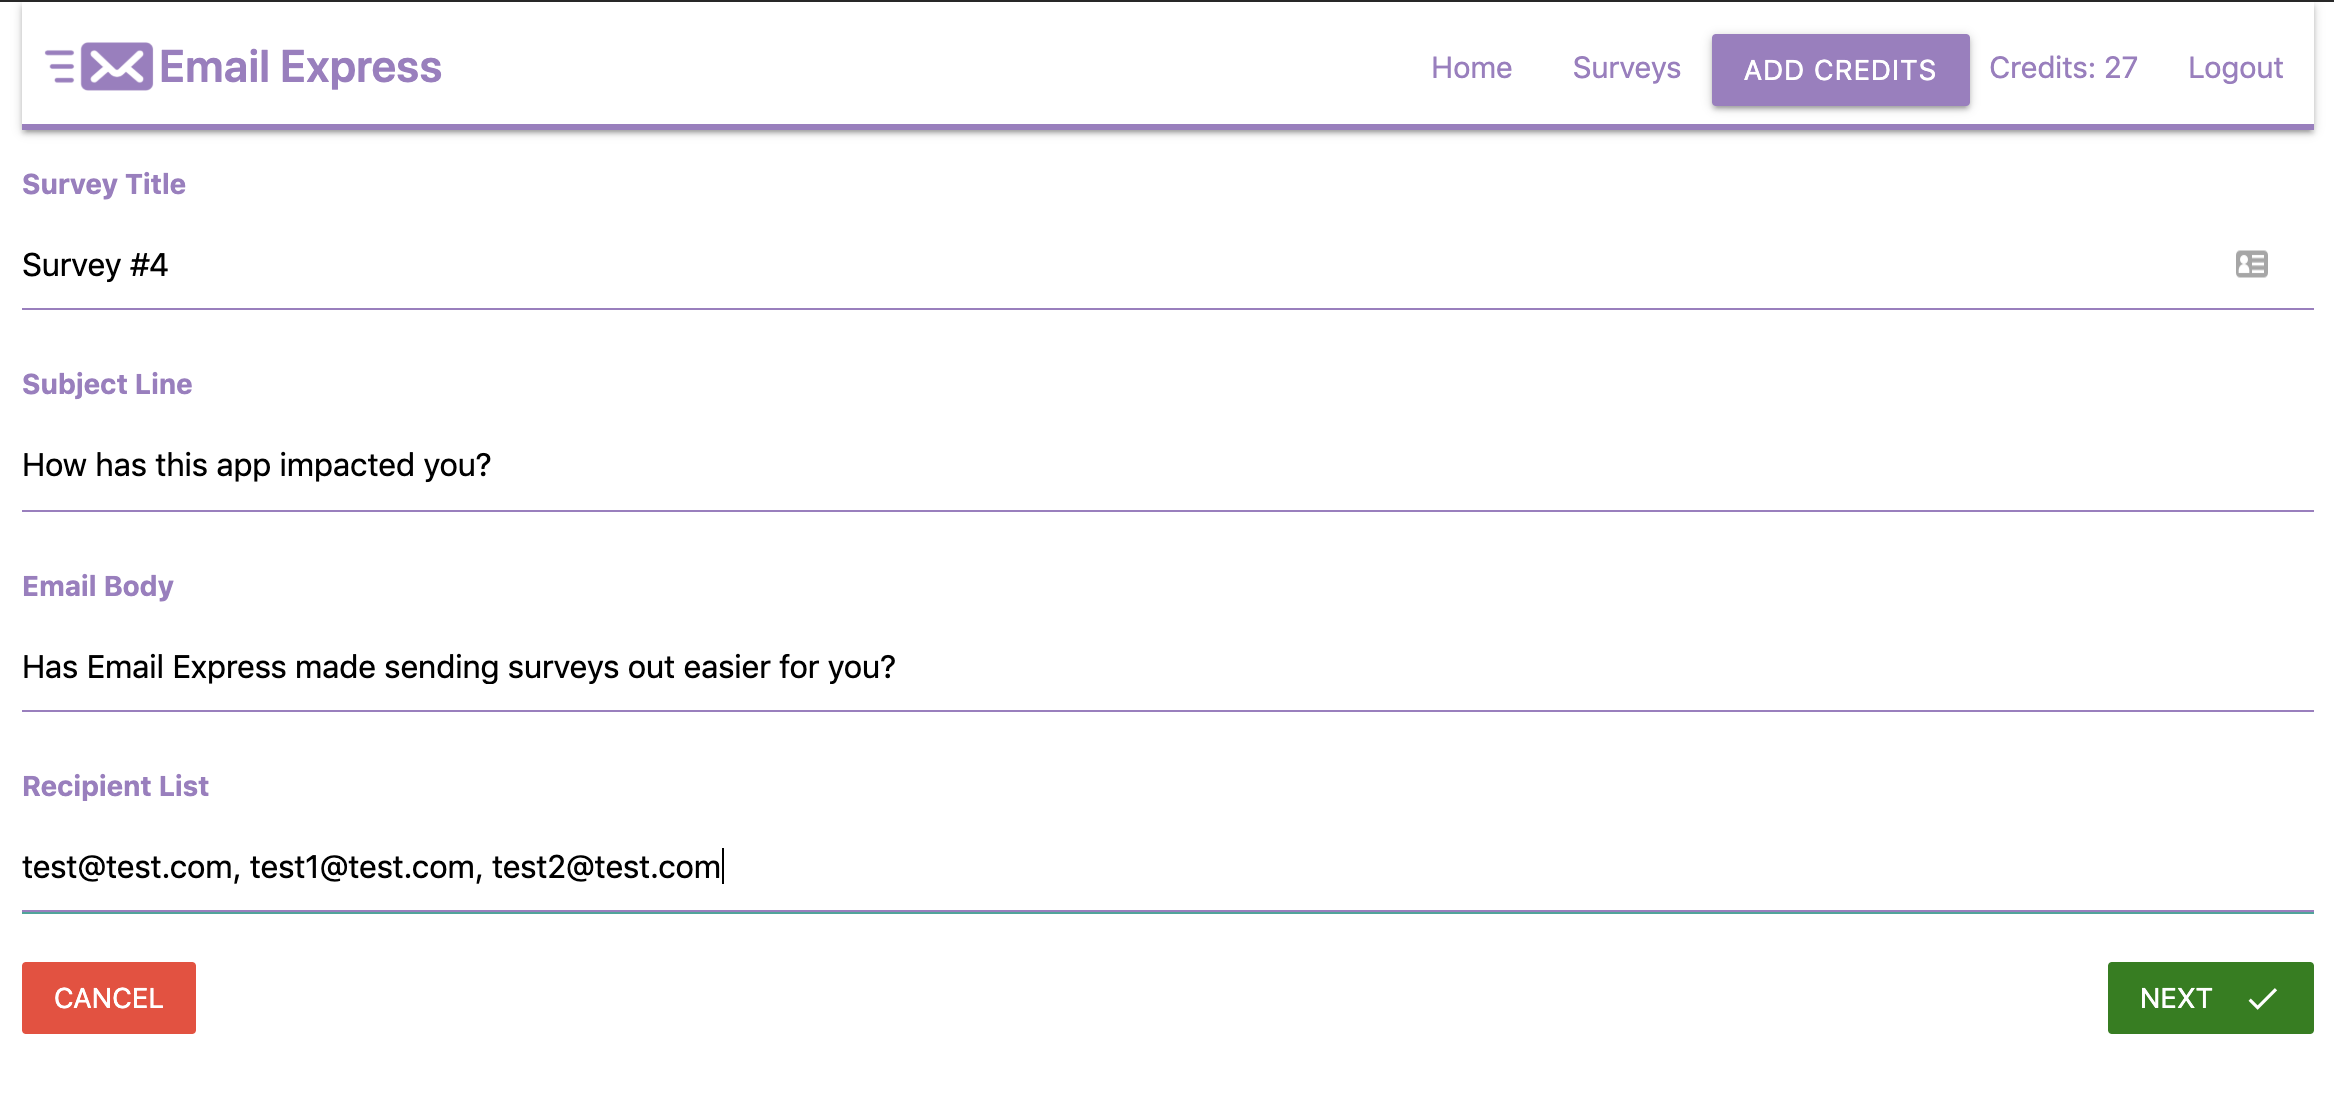 Email Express Home Surveys ADD CREDITS Credits: 27 Logout
Survey Title
Survey #4
Subject Line
How has this app impacted you?
Email Body
Has Email Express made sending surveys out easier for you?
Recipient List
test@test.com, test1@test.com, test2@test.com
CANCEL NEXT